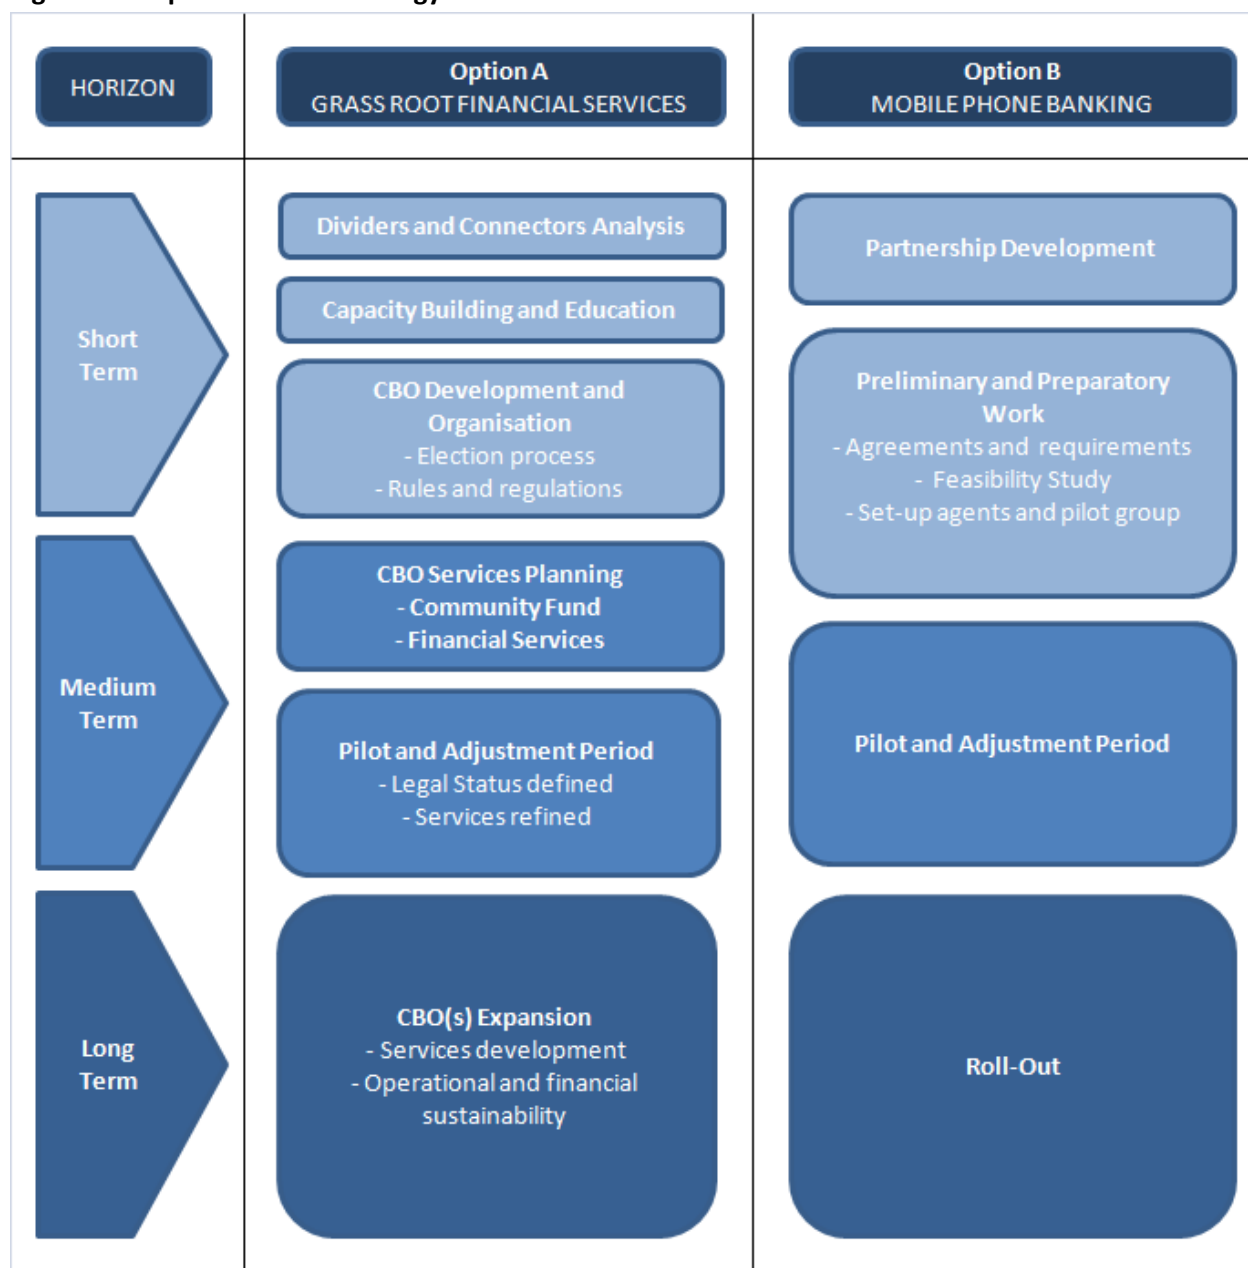 HORIZON
Option A
GRASS ROOT FINANCIAL SERVICES
Option B
MOBILE PHONE BANKING
Short
Term
Dividers and Connectors Analysis
Capacity Building and Education
CBO Development and
Organisation
- Election process
- Rules and regulations
Partnership Development
Preliminary and Preparatory
Work
- Agreements and requirements
- Feasibility Study
- Set-up agents and pilot group
Medium
Term
CBO Services Planning
- Community Fund
- Financial Services
Pilot and Adjustment Period
- Legal Status defined
- Services refined
Pilot and Adjustment Period
Long
Term
CBO(s) Expansion
- Services development
- Operational and financial
sustainability
Roll-Out